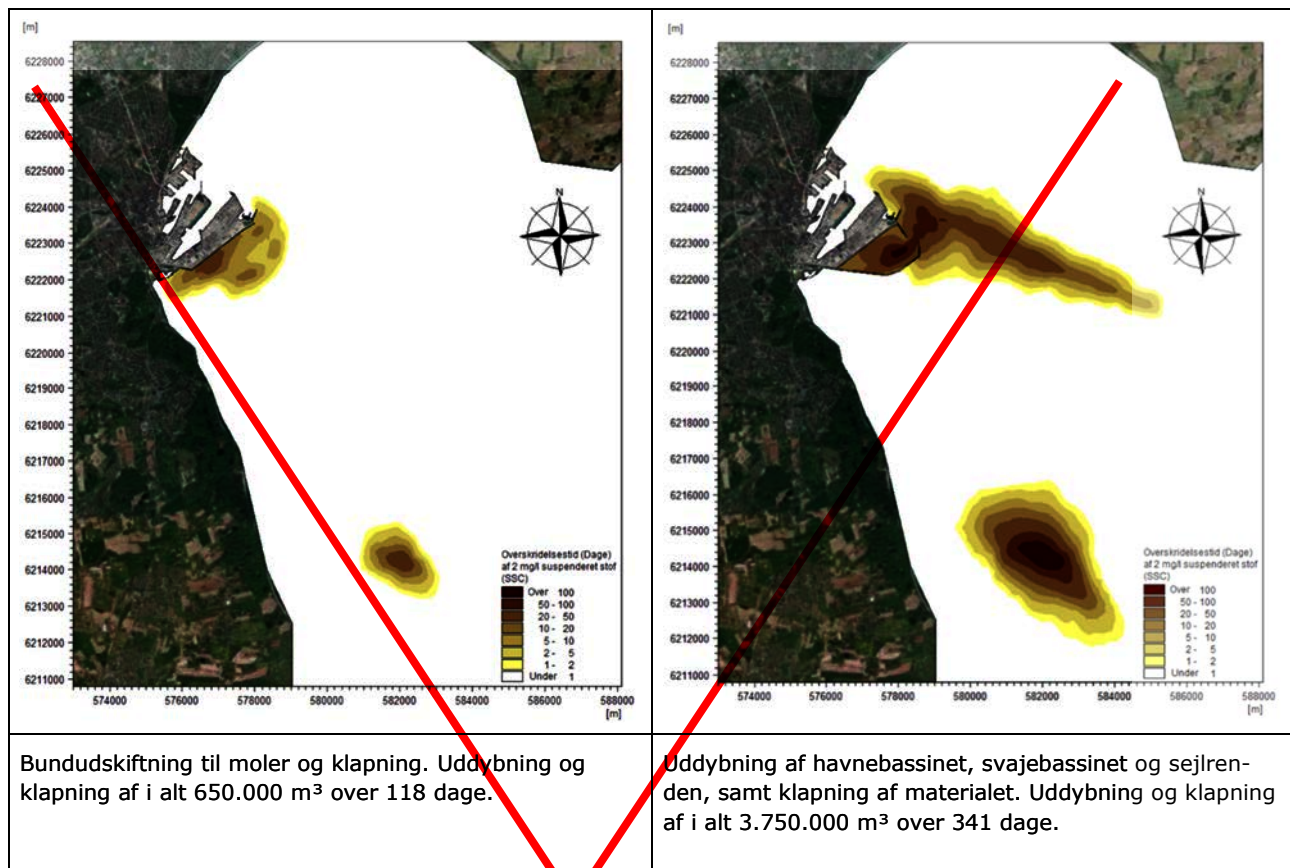 [m]
6228000
6227000
6226000
6225000
6224000
6223000
6222000
6221000
6220000
6219000
6218000
6217000
6216000
6215000
6214000
6213000
6212000
6211000
N
Overskridelsestid (Dage)
af 2 mg/l suspenderet stof
(SSC)
Over 100
50 - 100
20 - 50
10 - 20
5 - 10
2 - 5
1 - 2
Under 1
574000 576000 578000 580000 582000 584000 586000 588000
[m]
Bundudskiftning til moler og klapning. Uddybning og
klapning af i alt 650.000 m³ over 118 dage.
[m]
6228000
6227000
6226000
6225000
6224000
6223000
6222000
6221000
6220000
6219000
6218000
6217000
6216000
6215000
6214000
6213000
6212000
6211000
N
Overskridelsestid (Dage)
af 2 mg/l suspenderet stof
(SSC)
Over 100
50 - 100
20 - 50
10 - 20
5 - 10
2 - 5
1 - 2
Under 1
574000 576000 578000 580000 582000 584000 586000 588000
[m]
Uddybning af havnebassinet, svajebassinet og sejlren-
den, samt klapning af materialet. Uddybning og klapning
af i alt 3.750.000 m³ over 341 dage.